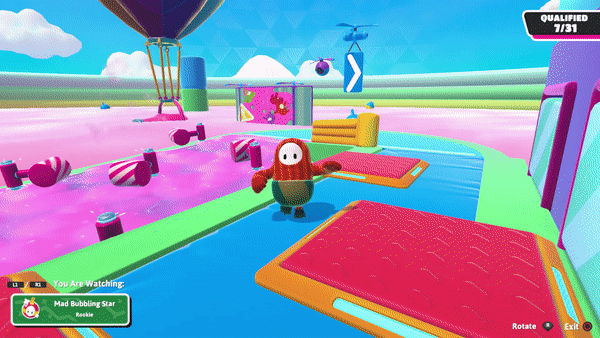 QUALIFIED
7/31
L1 / R1 You Are Watching:
Mad Bubbling Star
Rookie
Rotate R Exit